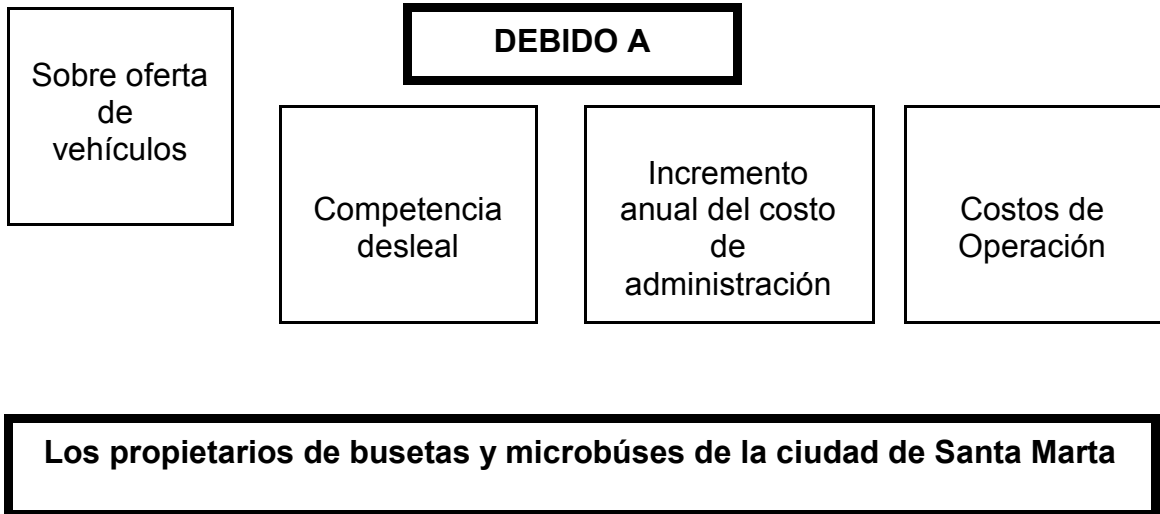 DEBIDO A
Sobre oferta
de
vehículos
Competencia
desleal
Incremento
anual del costo
de
administración
Costos de
Operación
Los propietarios de busetas y microbúses de la ciudad de Santa Marta